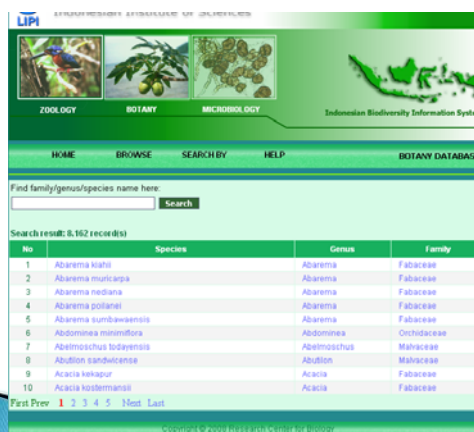 LIPI
Indonesian Institute of Sciences
ZOOLOGY BOTANY MICROBIOLOGY
Indonesian Biodiversity Information Syst
HOME BROWSE SEARCH BY HELP BOTANY DATABAS
Find family/genus/species name here:
Search
Search result: 8,162 record(s)
No Species Genus Family
1 Abarema kiahii Abarema Fabaceae
2 Abarema muricarpa Abarema Fabaceae
3 Abarema nediana Abarema Fabaceae
4 Abarema poilanei Abarema Fabaceae
5 Abarema sumbawaensis Abarema Fabaceae
6 Abdominea minimiflora Abdominea Orchidaceae
7 Abelmoschus todayensis Abelmoschus Malvaceae
8 Abutilon sandwicense Abutilon Malvaceae
9 Acacia kekapur Acacia Fabaceae
10 Acacia kostermansii Acacia Fabaceae
First Prev 1 2 3 4 5 Next Last
Copyright © 2008 Research Center for Biology